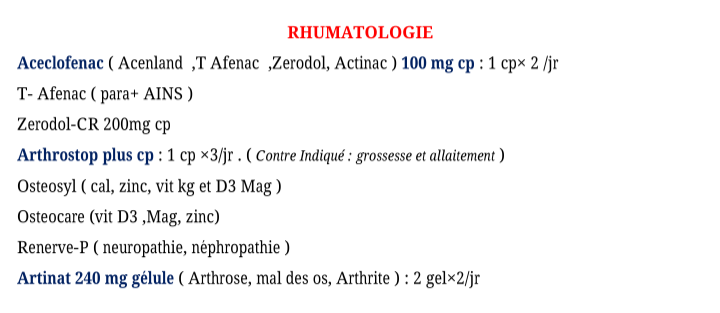 RHUMATOLOGIE
Aceclofenac ( Acenland ,T Afenac ,Zerodol, Actinac ) 100 mg cp : 1 cp× 2 /jr
T- Afenac ( para+ AINS )
Zerodol-CR 200mg cp
Arthrostop plus cp : 1 cp ×3/jr . ( Contre Indiqué : grossesse et allaitement )
Osteosyl ( cal, zinc, vit kg et D3 Mag )
Osteocare (vit D3 ,Mag, zinc)
Renerve-P ( neuropathie, néphropathie )
Artinat 240 mg gélule ( Arthrose, mal des os, Arthrite ) : 2 gel×2/jr